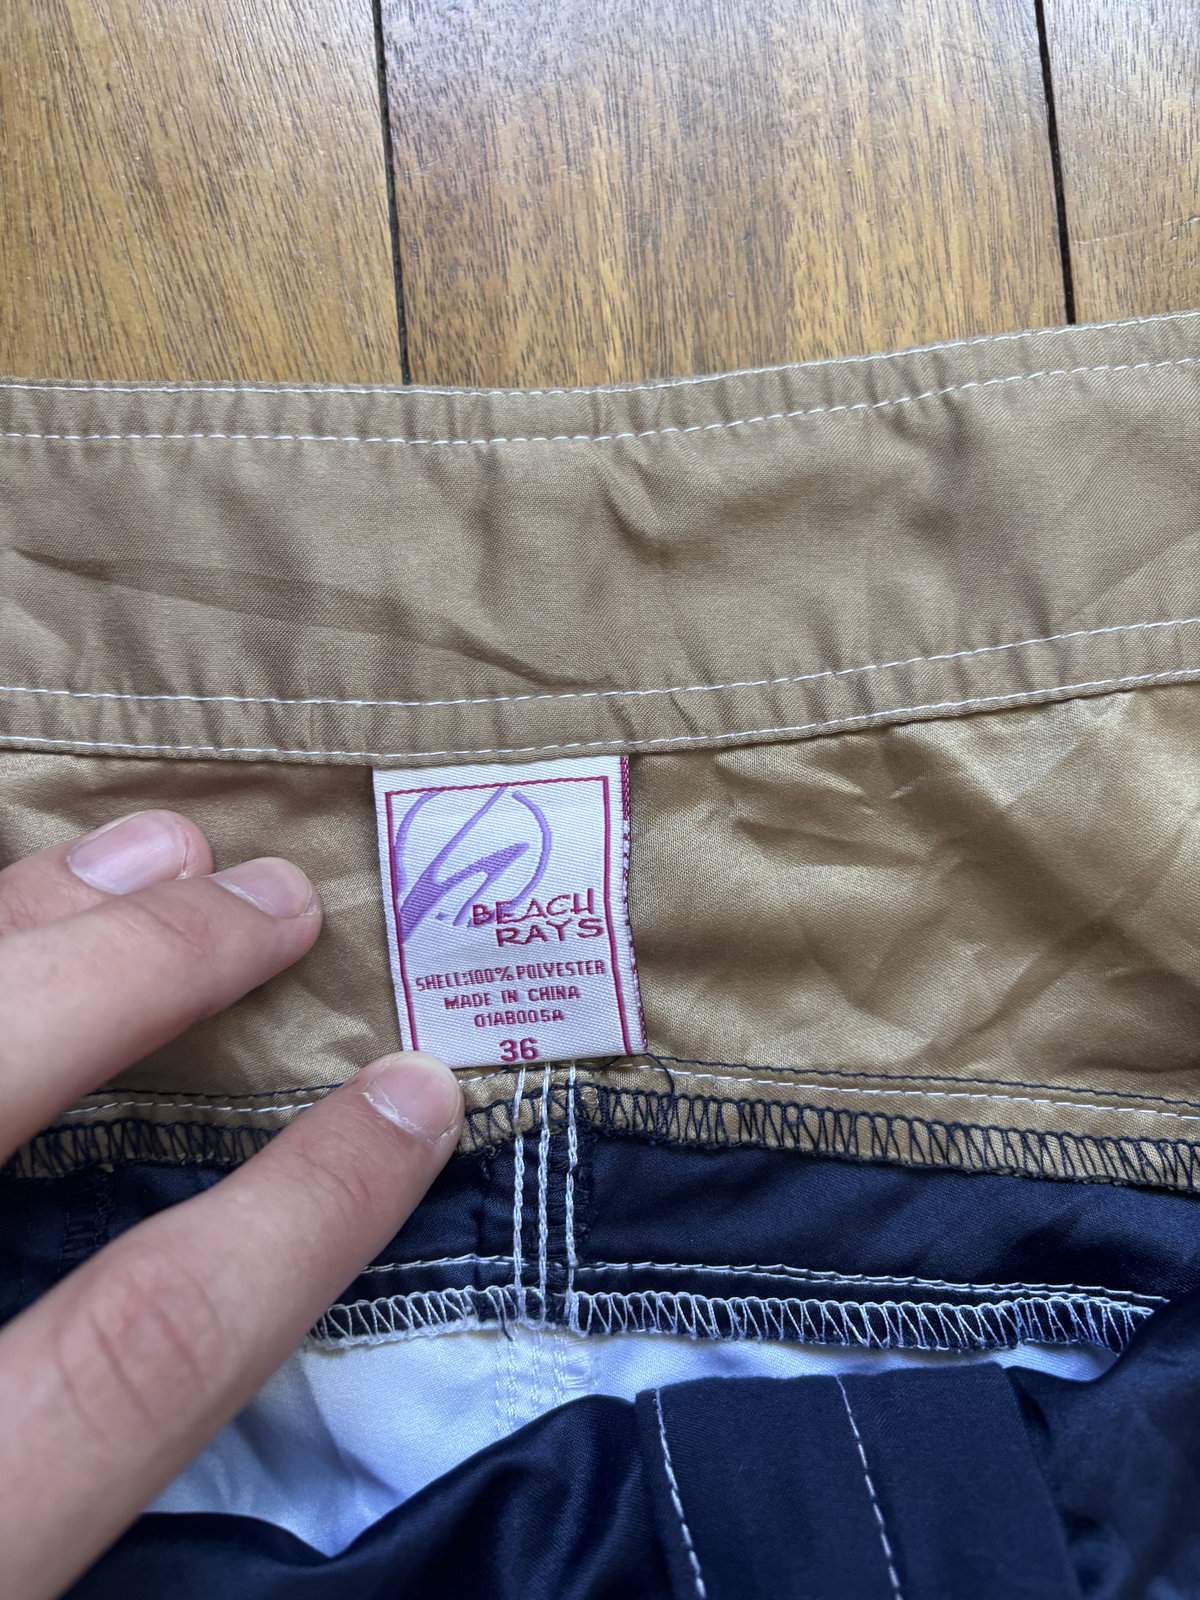 BEACH
RAYS
SHELL:100% POLYESTER
MADE IN CHINA
01AB005A
36